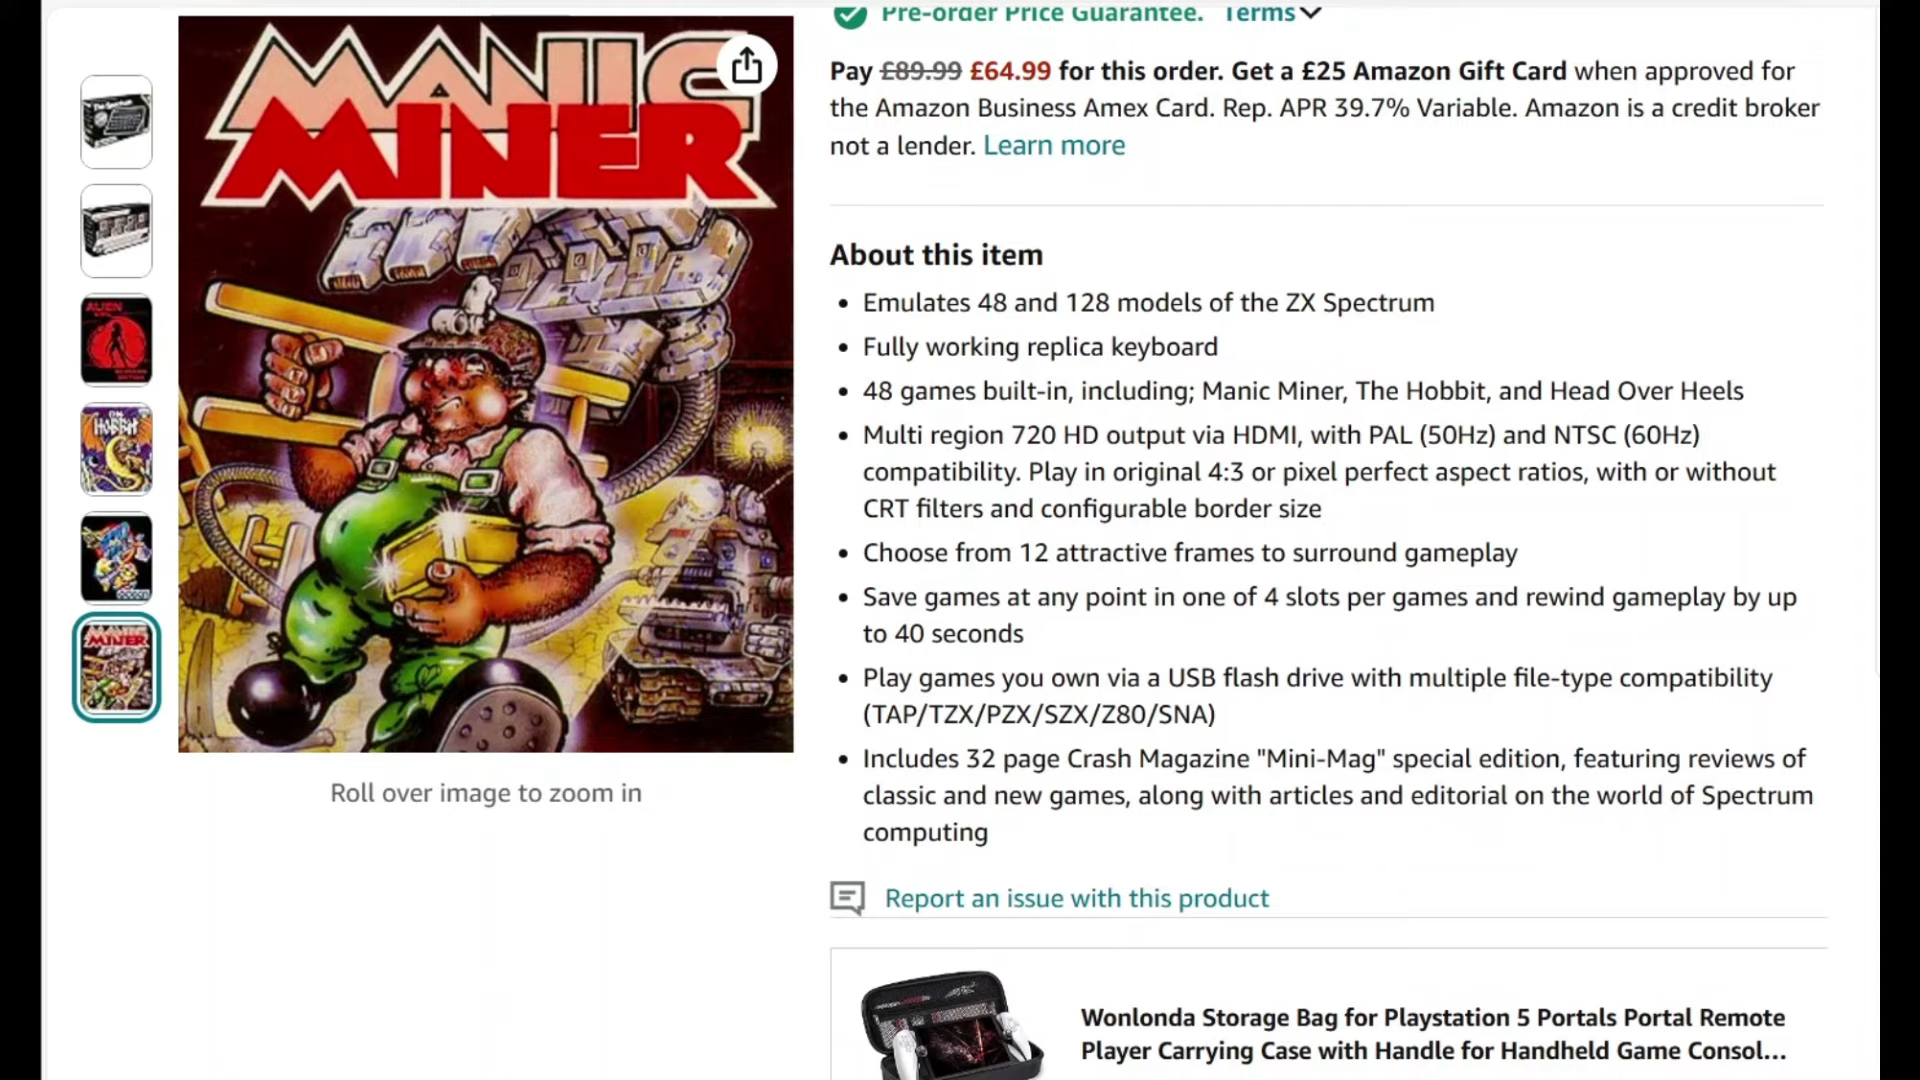 Pre-order Price Guarantee. Terms
Pay £89.99 £64.99 for this order. Get a £25 Amazon Gift Card when approved for
the Amazon Business Amex Card. Rep. APR 39.7% Variable. Amazon is a credit broker
not a lender. Learn more
About this item
Emulates 48 and 128 models of the ZX Spectrum
Fully working replica keyboard
48 games built-in, including; Manic Miner, The Hobbit, and Head Over Heels
Multi region 720 HD output via HDMI, with PAL (50Hz) and NTSC (60Hz)
compatibility. Play in original 4:3 or pixel perfect aspect ratios, with or without
CRT filters and configurable border size
Choose from 12 attractive frames to surround gameplay
Save games at any point in one of 4 slots per games and rewind gameplay by up
to 40 seconds
Play games you own via a USB flash drive with multiple file-type compatibility
(TAP/TZX/PZX/SZX/Z80/SNA)
Includes 32 page Crash Magazine "Mini-Mag" special edition, featuring reviews of
classic and new games, along with articles and editorial on the world of Spectrum
computing
Report an issue with this product
Wonlonda Storage Bag for Playstation 5 Portals Portal Remote
Player Carrying Case with Handle for Handheld Game Consol...
MANIC
MINER
Roll over image to zoom in
ALIEN
HOBBIT
MINER